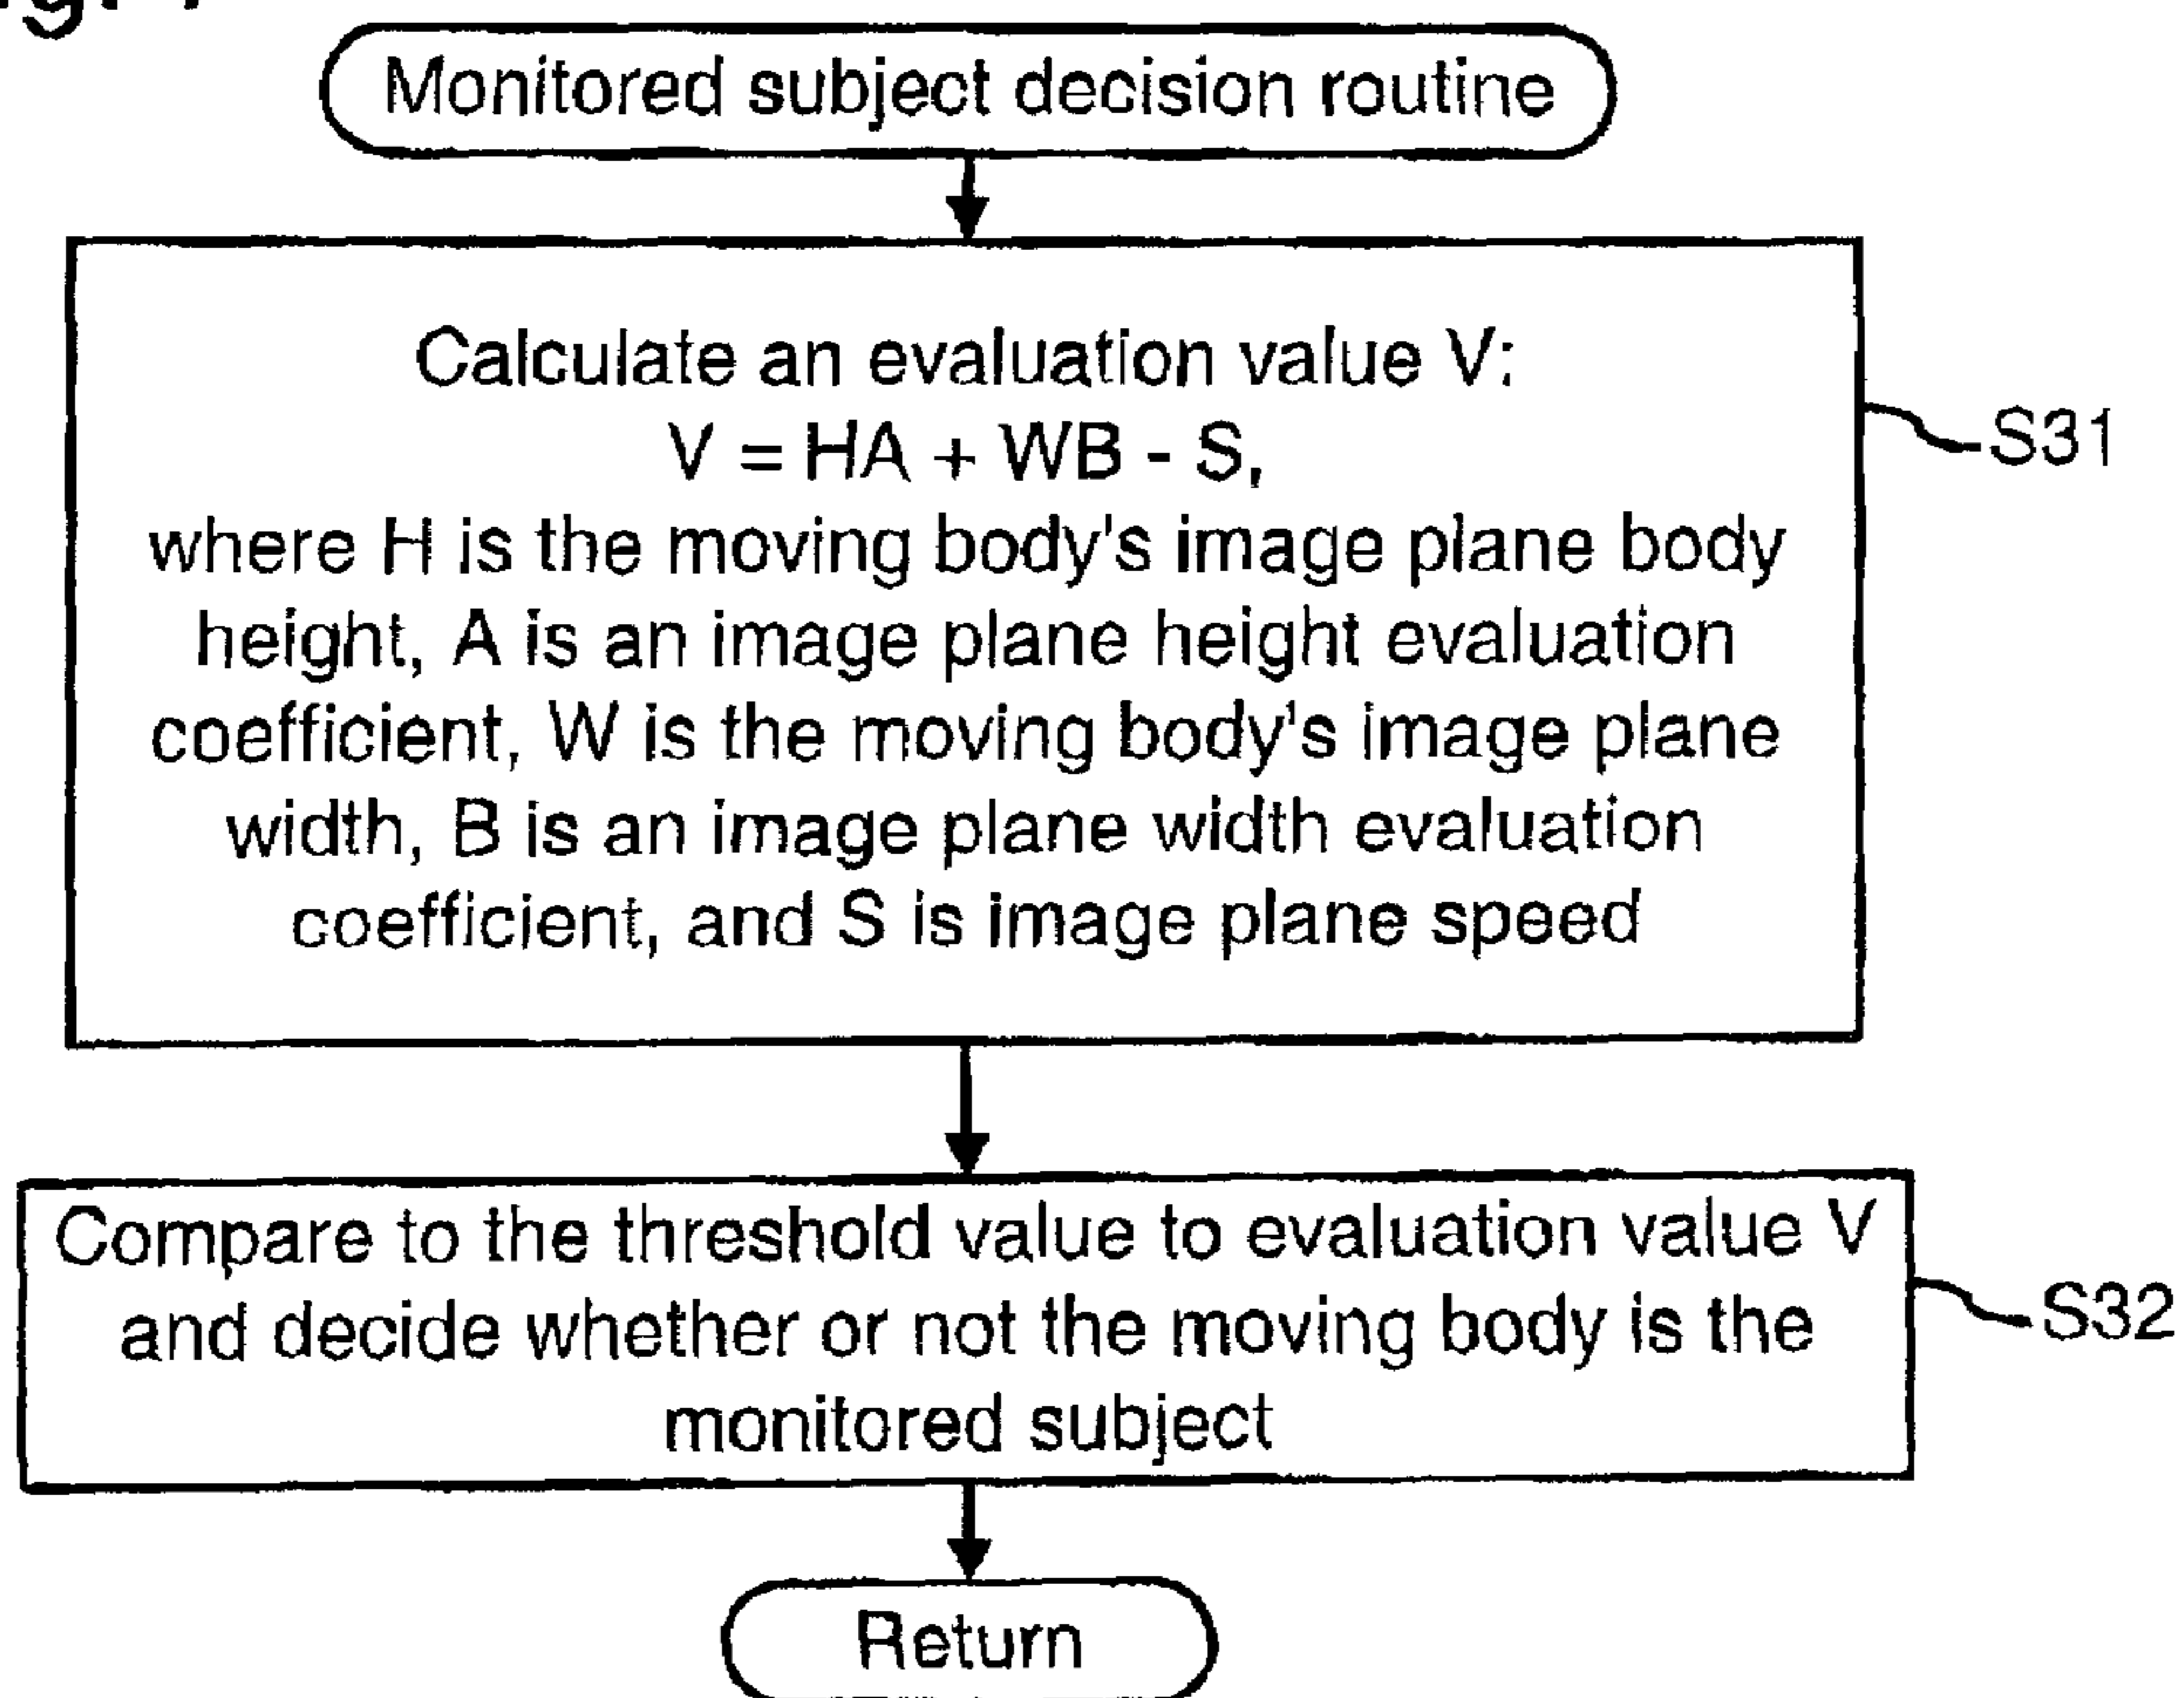 Monitored subject decision routine
Calculate an evaluation value V:
V = HA + WB - S,
where H is the moving body's image plane body
height, A is an image plane height evaluation
coefficient, W is the moving body's image plane
width, B is an image plane width evaluation
coefficient, and S is image plane speed
S31
Compare to the threshold value to evaluation value V
and decide whether or not the moving body is the
monitored subject
S32
Return